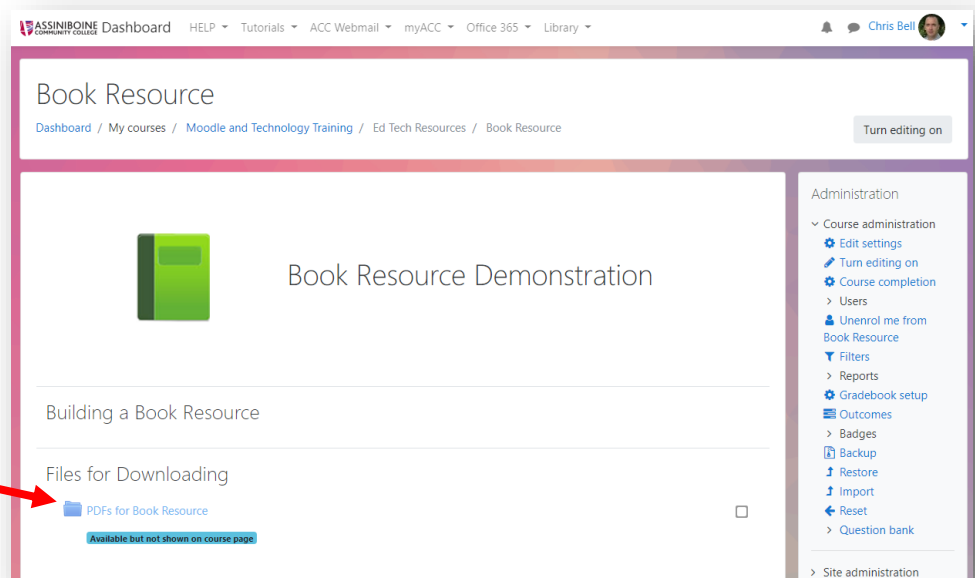 ASSINIBOINE COMMUNITY COLLEGE Dashboard HELP Tutorials ACC Webmail myACC Office 365 Library Chris Bell
Book Resource
Dashboard / My courses / Moodle and Technology Training / Ed Tech Resources / Book Resource
Turn editing on
Book Resource Demonstration
Building a Book Resource
Files for Downloading
PDFs for Book Resource
Available but not shown on course page
Administration
Course administration
Edit settings
Turn editing on
Course completion
Users
Unenrol me from
Book Resource
Filters
Reports
Gradebook setup
Outcomes
Badges
Backup
Restore
Import
Reset
Question bank
Site administration